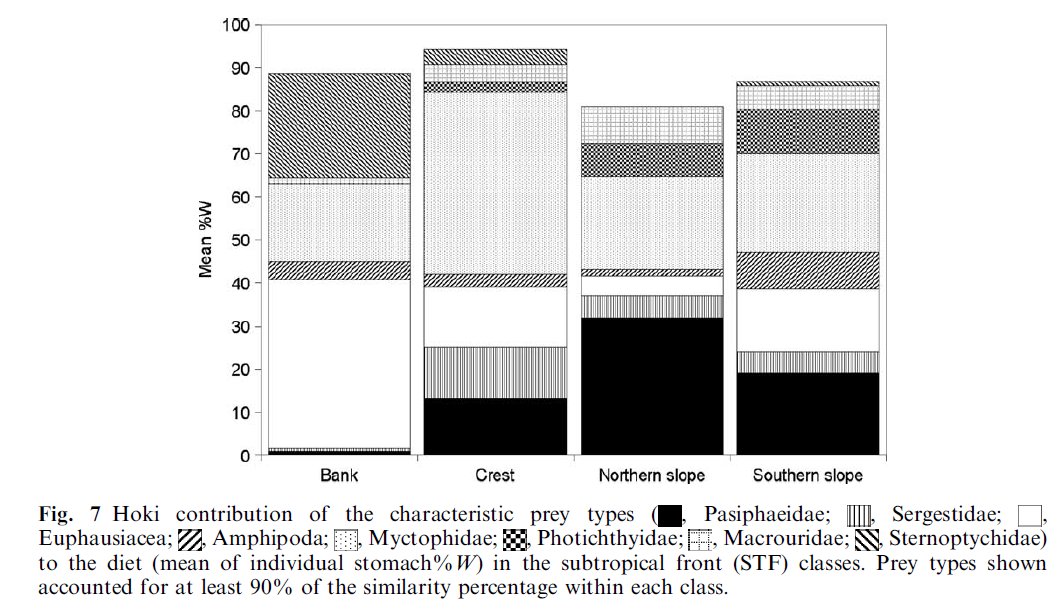 100
90
80
70
60
50
40
30
20
10
0
Mean %W
Bank Crest Northern slope Southern slope
Fig. 7 Hoki contribution of the characteristic prey types ( , Pasiphaeidae; , Sergestidae; ,
Euphausiacea; , Amphipoda; , Myctophidae; , Photichthyidae; , Macrouridae; , Sternoptychidae)
to the diet (mean of individual stomach%W) in the subtropical front (STF) classes. Prey types shown
accounted for at least 90% of the similarity percentage within each class.